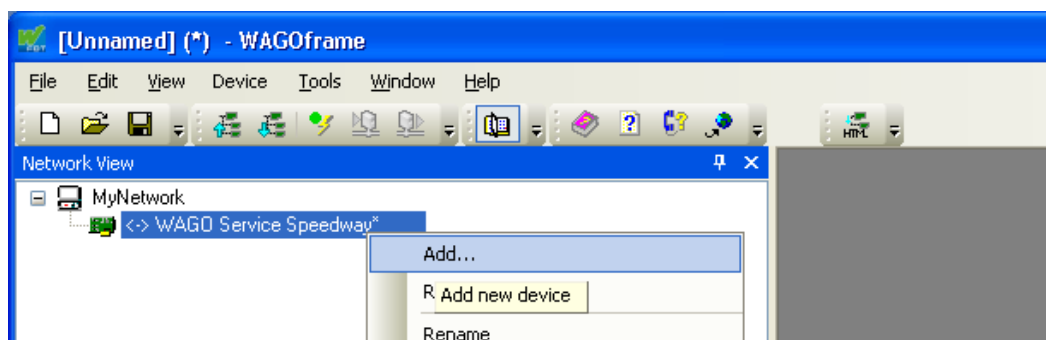 [Unnamed] (*) - WAGOframe
File Edit View Device Tools Window Help
HTML
Network View
MyNetwork
<-> WAGO Service Speedway*
Add...
R
Add new device
Rename